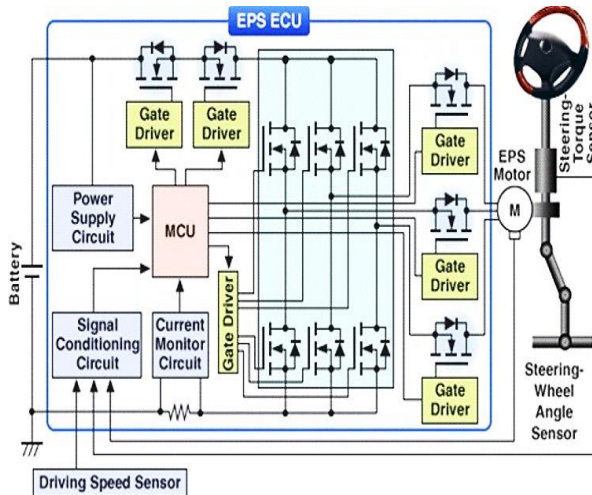 EPS ECU
Gate
Driver
Gate
Driver
Gate
Driver
Steering-
Torque
Sensor
EPS
Motor
M
Power
Supply
Circuit
MCU
Gate
Driver
Battery
Gate Driver
Signal
Conditioning
Circuit
Current
Monitor
Circuit
Gate
Driver
Steering-
Wheel
Angle
Sensor
Driving Speed Sensor